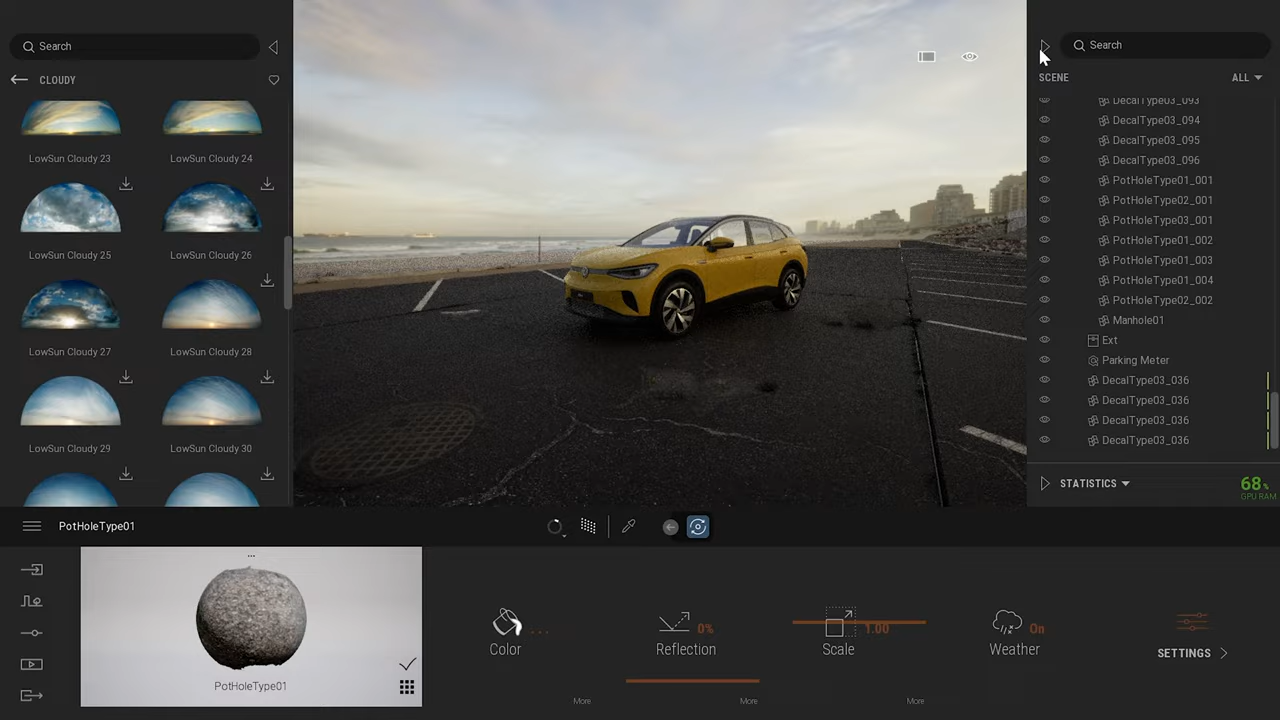 Search
CLOUDY
LowSun Cloudy 23
LowSun Cloudy 24
LowSun Cloudy 25
LowSun Cloudy 26
LowSun Cloudy 27
LowSun Cloudy 28
LowSun Cloudy 29
LowSun Cloudy 30
Search
SCENE
ALL
DecalType03_093
DecalType03_094
DecalType03_095
DecalType03_096
PotHoleType01_001
PotHoleType02_001
PotHoleType03_001
PotHoleType01_002
PotHoleType01_003
PotHoleType01_004
PotHoleType02_002
Manhole01
Ext
Parking Meter
DecalType03_036
DecalType03_036
DecalType03_036
DecalType03_036
STATISTICS
68%
GPU RAM
PotHoleType01
PotHoleType01
Color ...
More
Reflection 0%
More
Scale 1.00
More
Weather On
SETTINGS